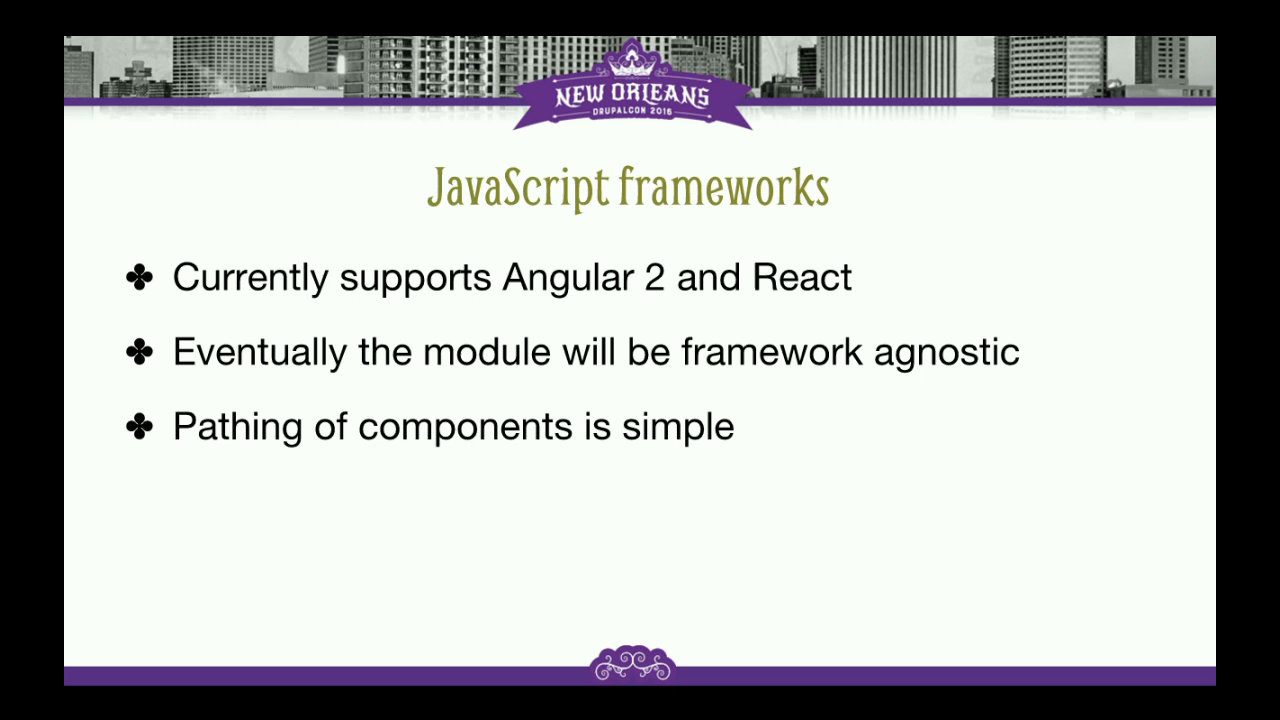 NEW ORLEANS
DRUPALCON 2016
JavaScript frameworks
✤ Currently supports Angular 2 and React
✤ Eventually the module will be framework agnostic
✤ Pathing of components is simple